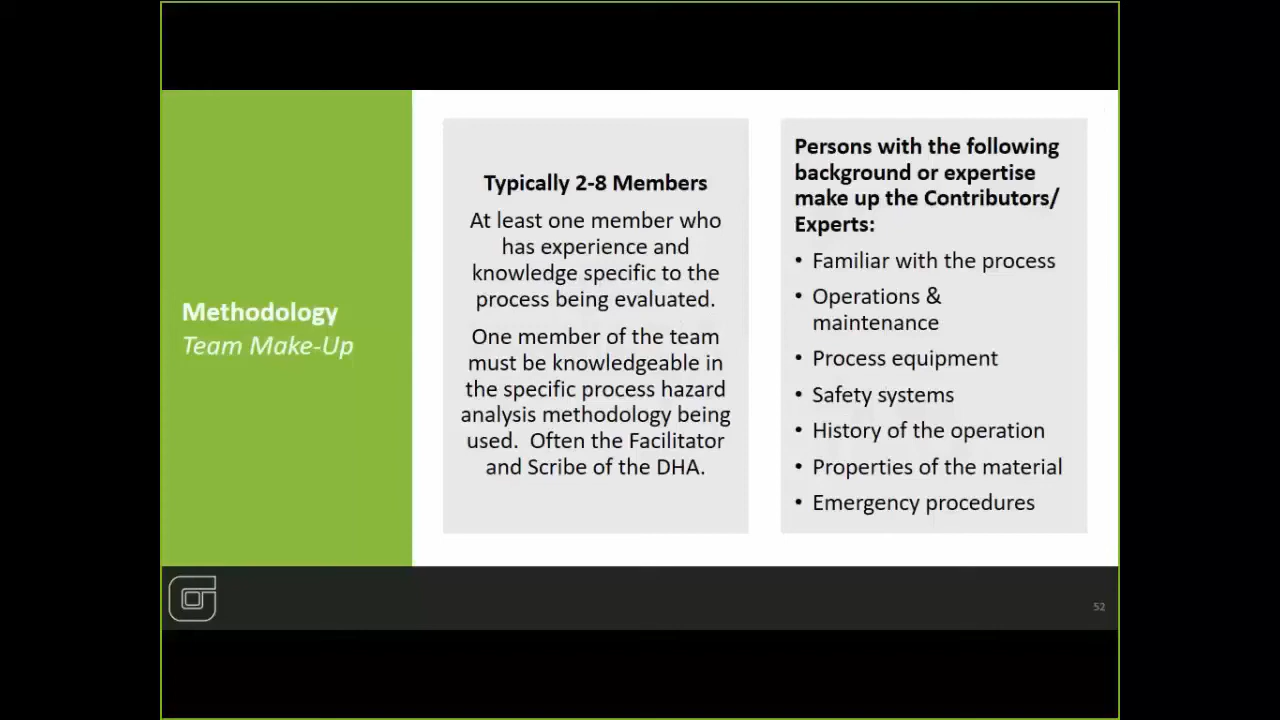 Methodology
Team Make-Up
Typically 2-8 Members
At least one member who
has experience and
knowledge specific to the
process being evaluated.
One member of the team
must be knowledgeable in
the specific process hazard
analysis methodology being
used.  Often the Facilitator
and Scribe of the DHA.
Persons with the following
background or expertise
make up the Contributors/
Experts:
• Familiar with the process
• Operations &
maintenance
• Process equipment
• Safety systems
• History of the operation
• Properties of the material
• Emergency procedures
52